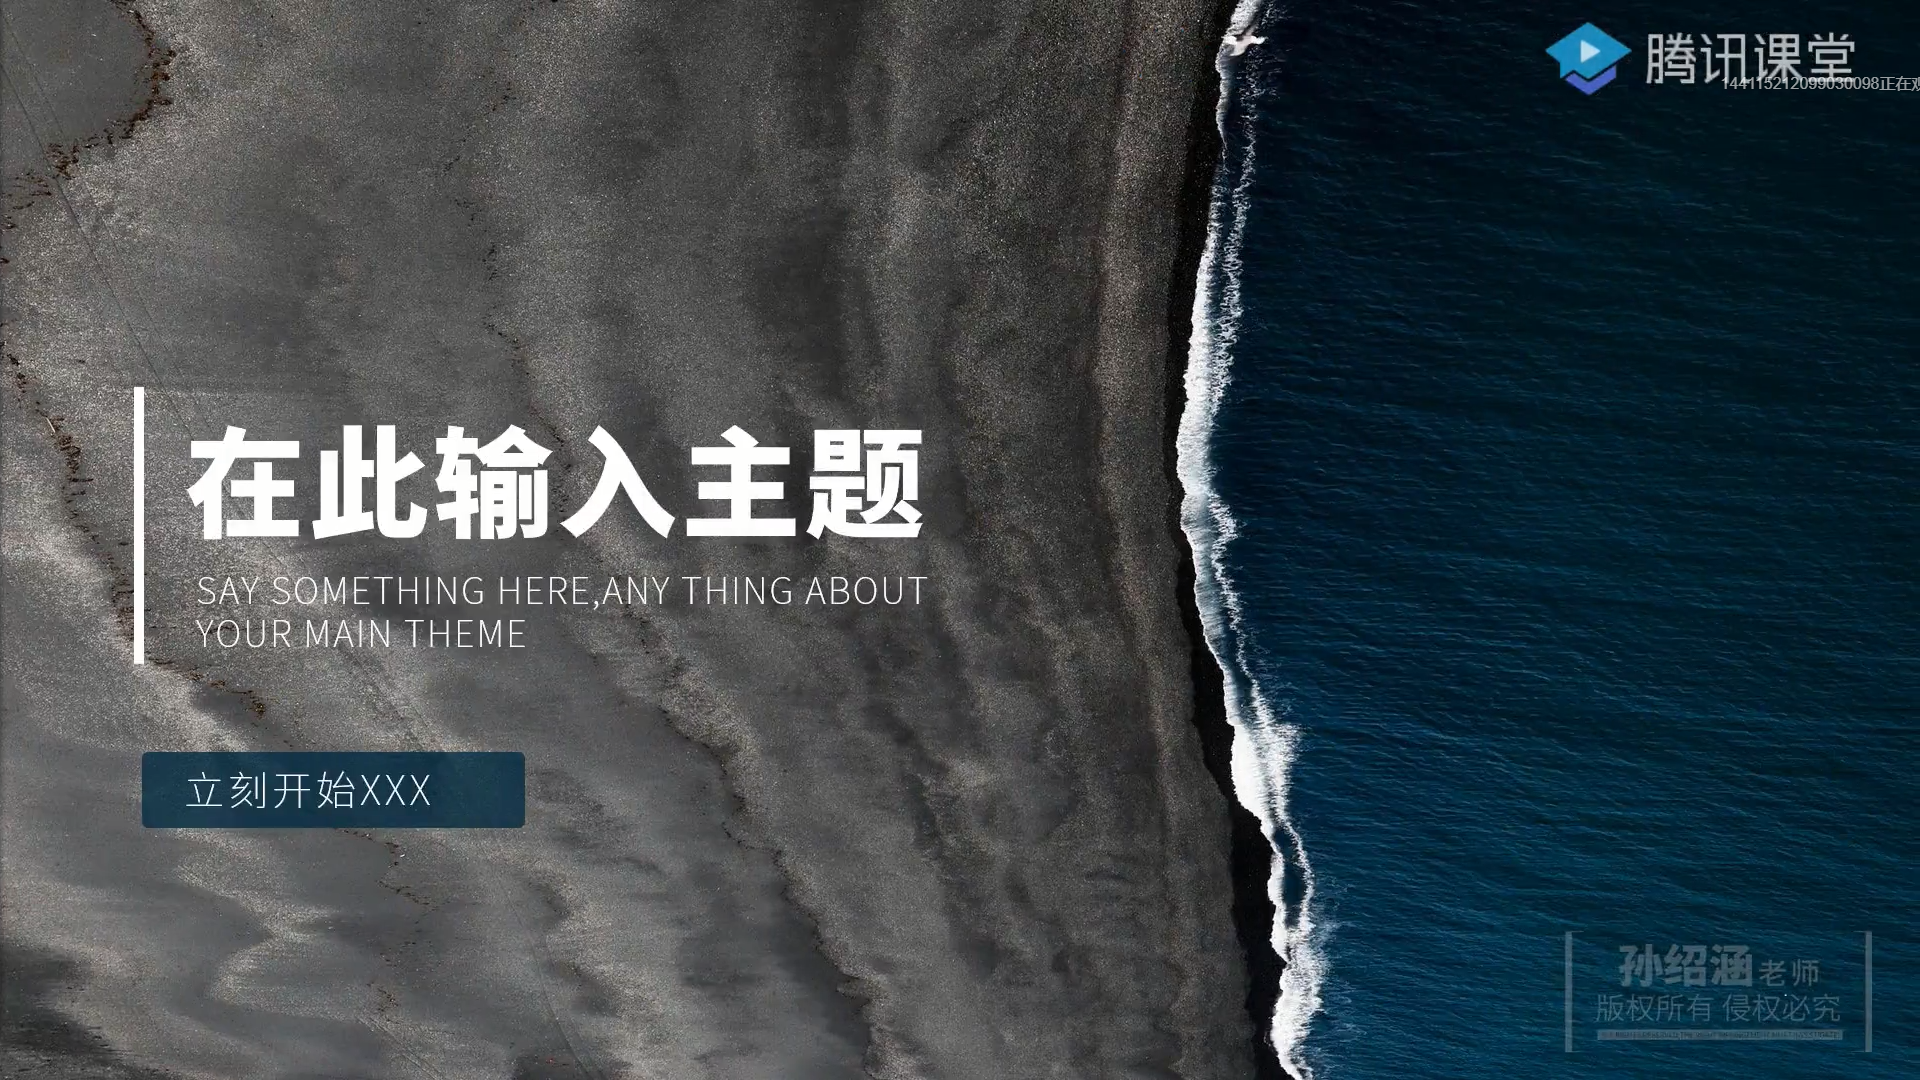 腾讯课堂
144115212099030098正在观
在此输入主题
SAY SOMETHING HERE,ANY THING ABOUT
YOUR MAIN THEME
立刻开始XXX
孙绍涵老师
版权所有 侵权必究